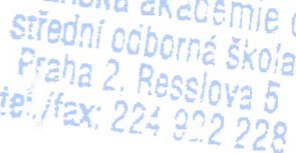 akademie
střední odborná škola
Praha 2, Resslova 5
tel./fax: 224 922 228